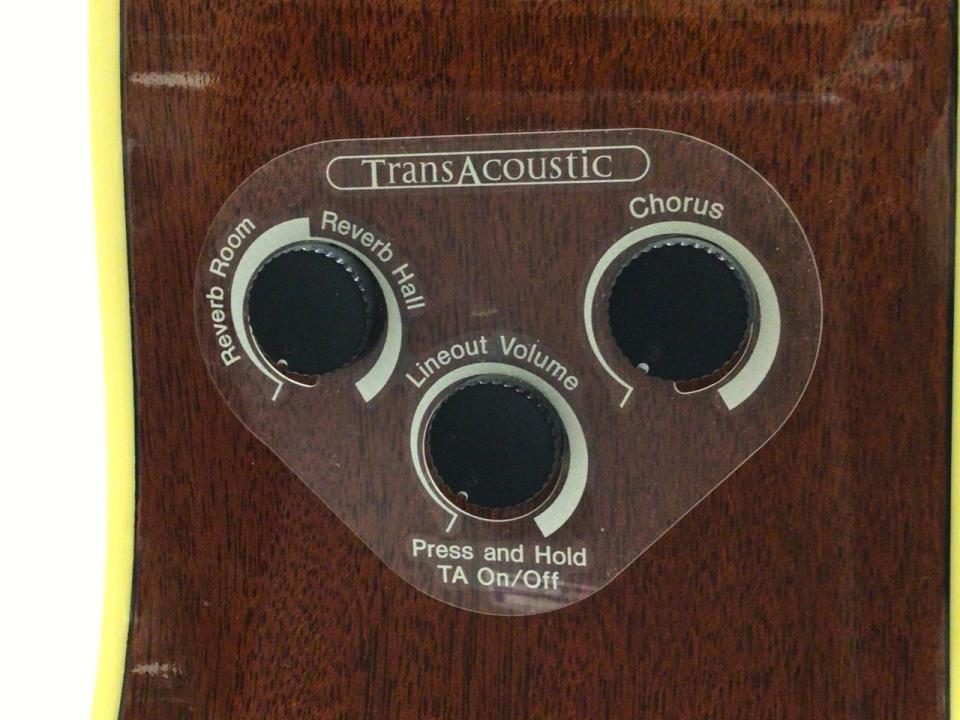 TransAcoustic
Reverb Room
Reverb Hall
Chorus
Lineout Volume
Press and Hold
TA On/Off